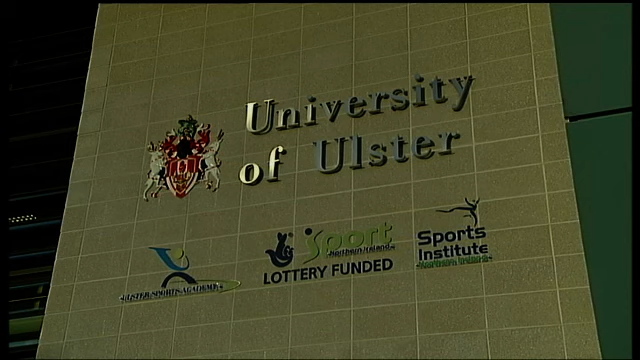 University
of Ulster
ULSTER SPORTS ACADEMY
Sport
Northern Ireland
LOTTERY FUNDED
Sports
Institute
Northern Ireland